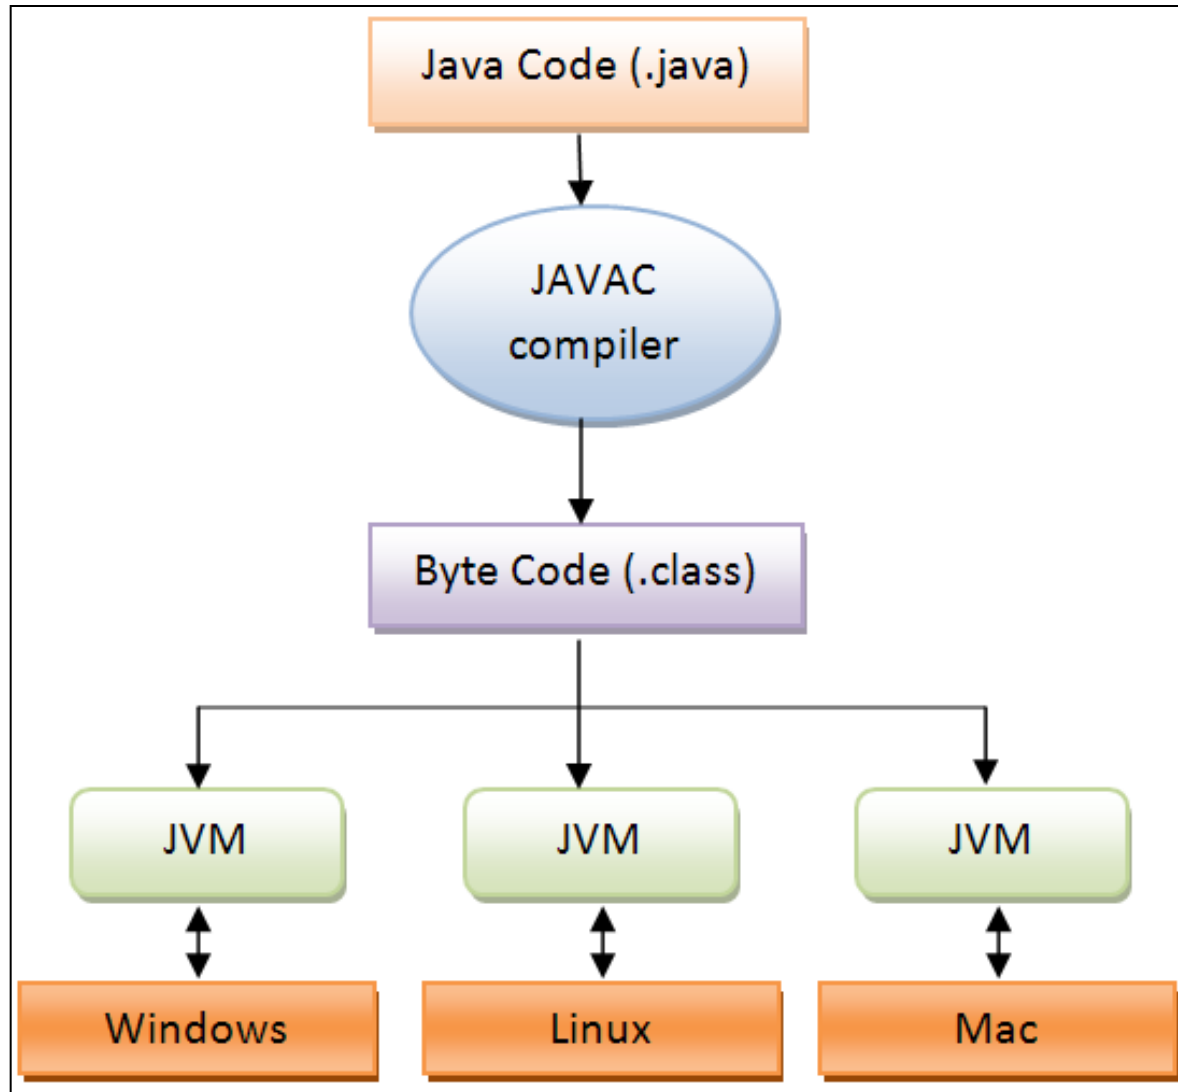 Java Code (.java)
JAVAC
compiler
Byte Code (.class)
JVM
JVM
JVM
Windows
Linux
Mac